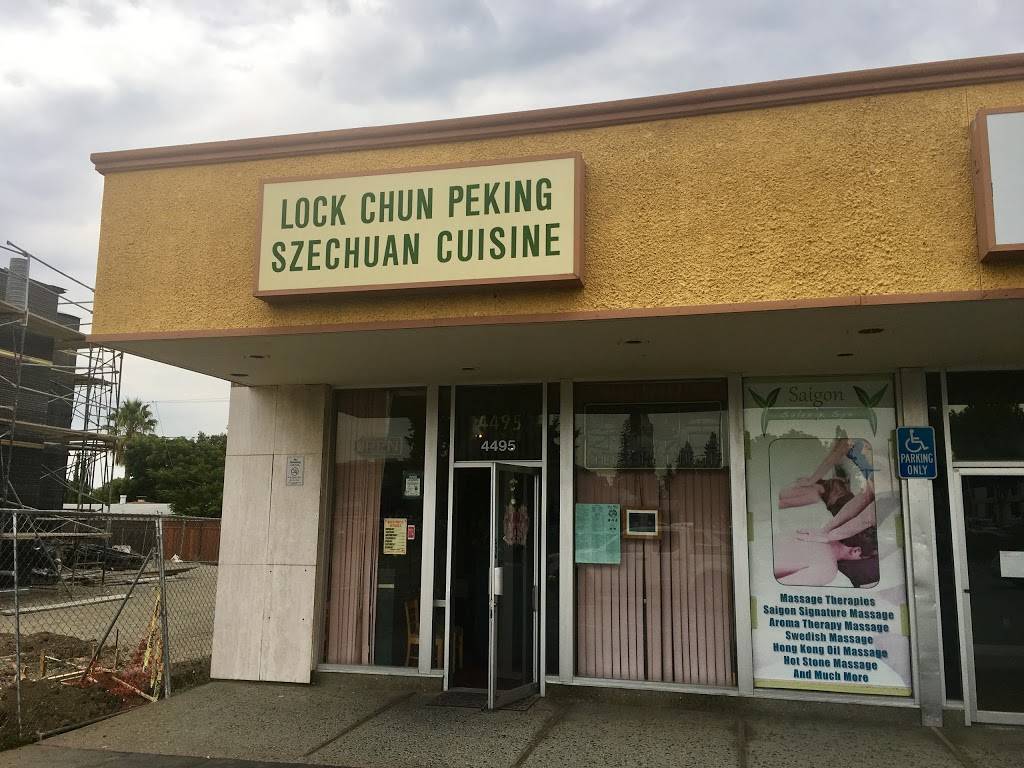 LOCK CHUN PEKING
SZECHUAN CUISINE
4495
4495
Saigon
PARKING
ONLY
Massage Therapies
Saigon Signature Massage
Aroma Therapy Massage
Swedish Massage
Hong Kong Oil Massage
Hot Stone Massage
And Much More